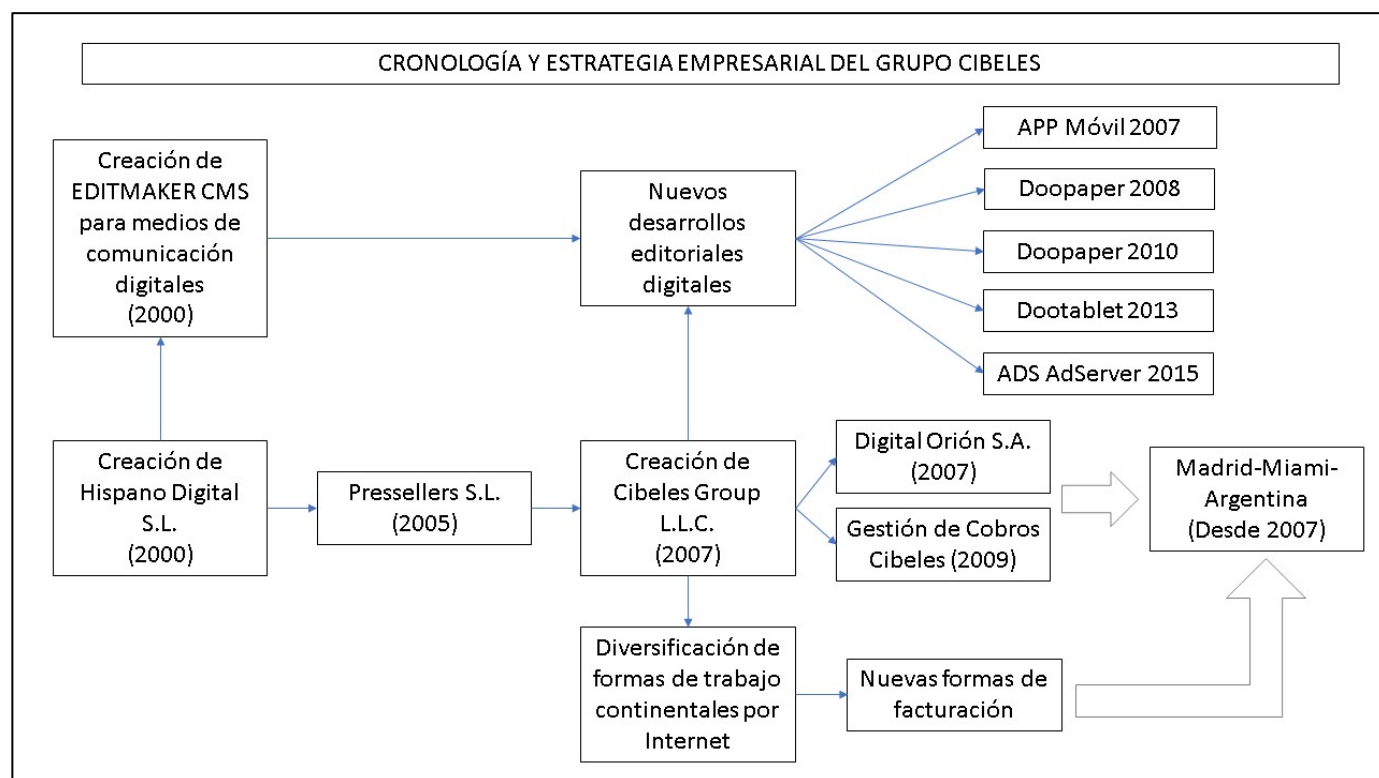 CRONOLOGÍA Y ESTRATEGIA EMPRESARIAL DEL GRUPO CIBELES
Creación de
EDITMAKER CMS
para medios de
comunicación
digitales
(2000)
Nuevos
desarrollos
editoriales
digitales
APP Móvil 2007
Doopaper 2008
Doopaper 2010
Dootablet 2013
ADS AdServer 2015
Creación de
Hispano Digital
S.L.
(2000)
Pressellers S.L.
(2005)
Creación de
Cibeles Group
L.L.C.
(2007)
Digital Orión S.A.
(2007)
Gestión de Cobros
Cibeles (2009)
Madrid-Miami-
Argentina
(Desde 2007)
Diversificación de
formas de trabajo
continentales por
Internet
Nuevas formas de
facturación